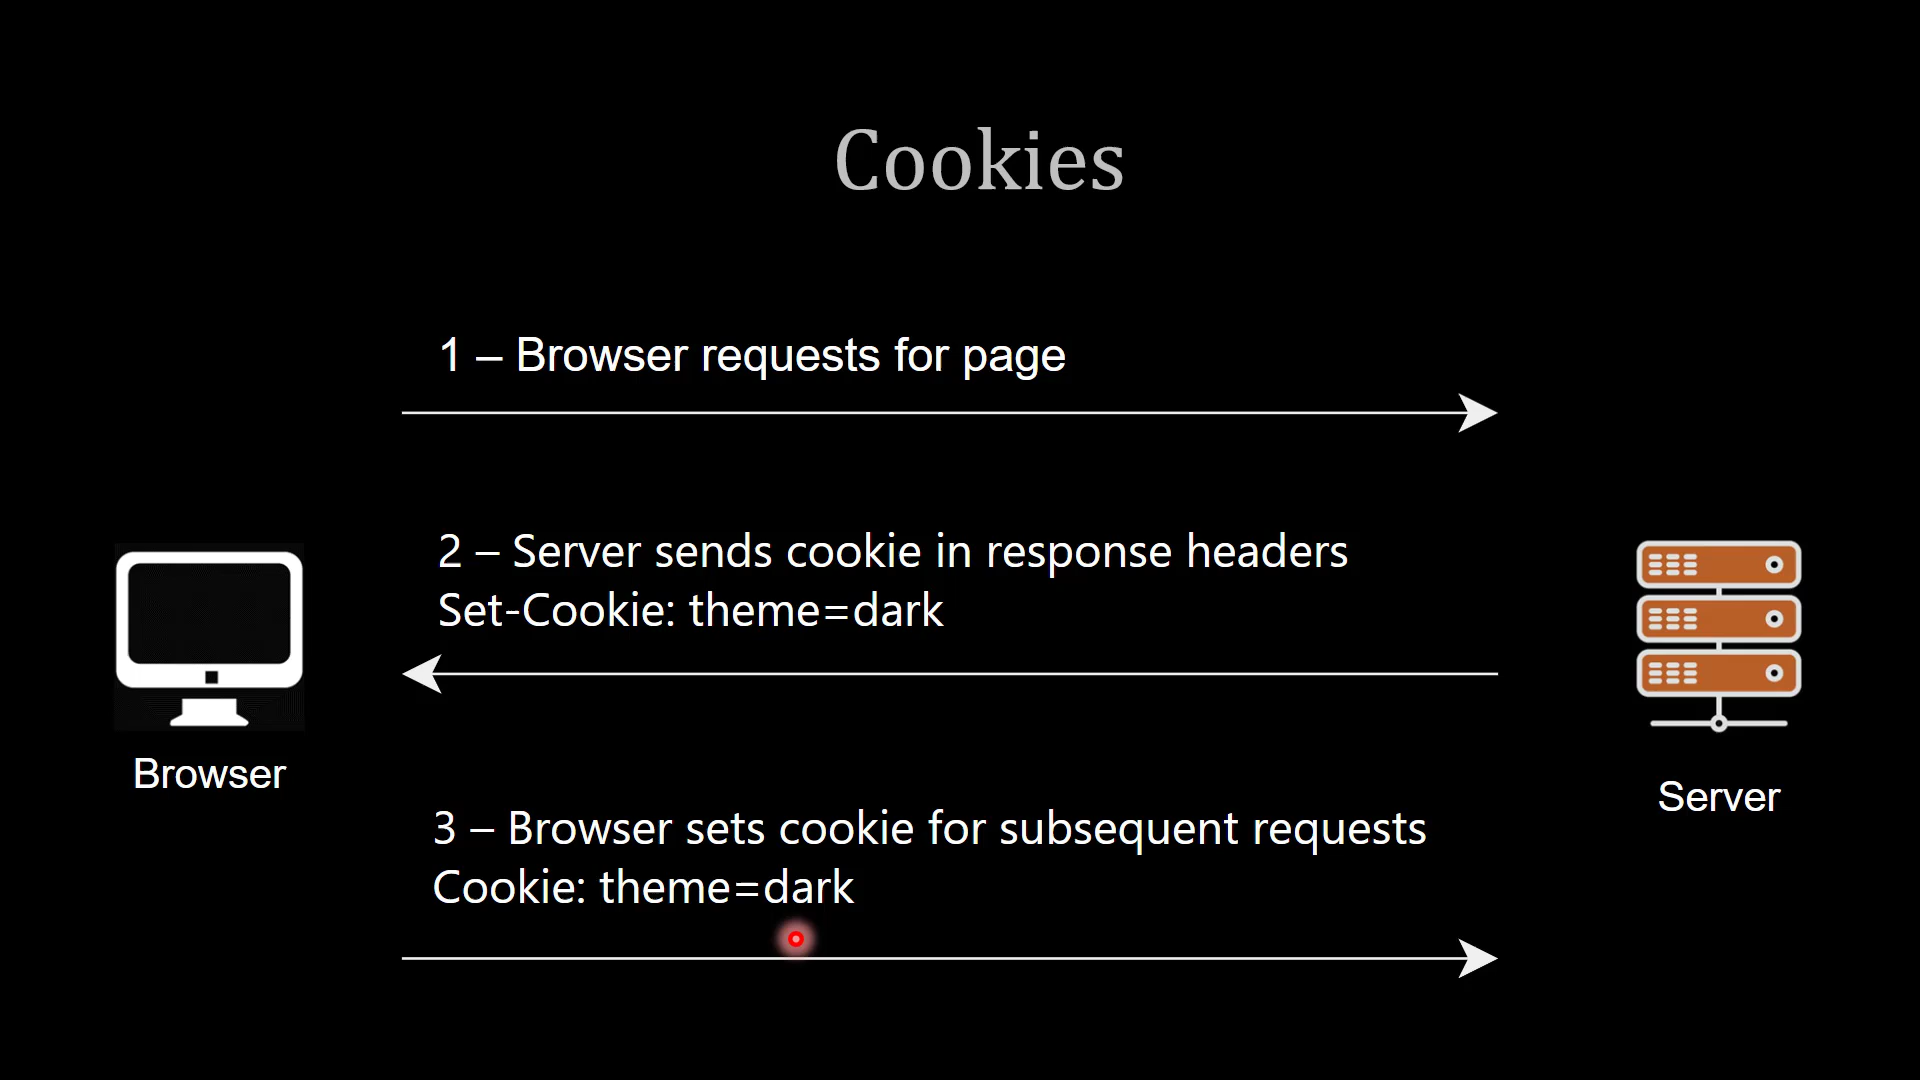 Cookies
1 – Browser requests for page
2 – Server sends cookie in response headers
Set-Cookie: theme=dark
Browser
Server
3 – Browser sets cookie for subsequent requests
Cookie: theme=dark